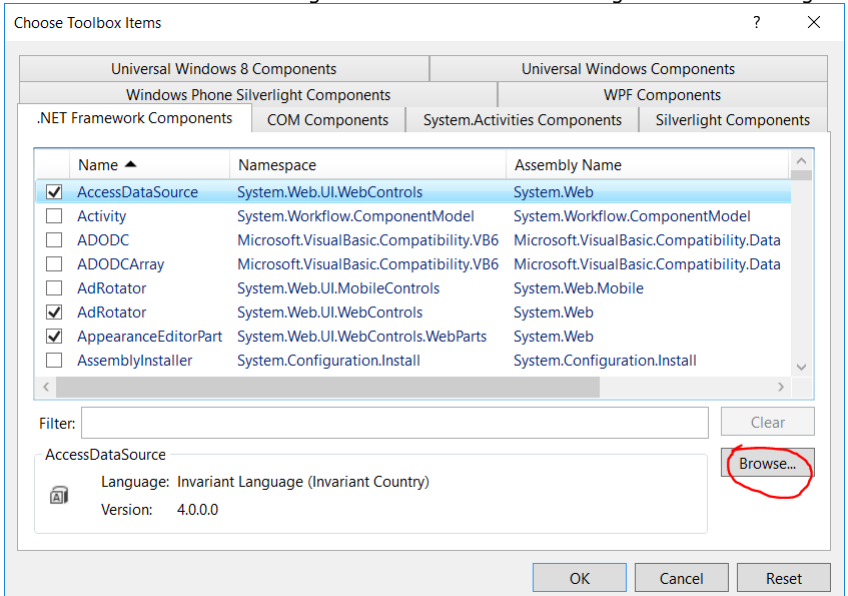 Choose Toolbox Items
Universal Windows 8 Components Universal Windows Components
Windows Phone Silverlight Components WPF Components
.NET Framework Components COM Components System.Activities Components Silverlight Components
Name Namespace Assembly Name
AccessDataSource System.Web.UI.WebControls System.Web
Activity System.Workflow.ComponentModel System.Workflow.ComponentModel
ADODC Microsoft.VisualBasic.Compatibility.VB6 Microsoft.VisualBasic.Compatibility.Data
ADODCArray Microsoft.VisualBasic.Compatibility.VB6 Microsoft.VisualBasic.Compatibility.Data
AdRotator System.Web.UI.MobileControls System.Web.Mobile
AdRotator System.Web.UI.WebControls System.Web
AppearanceEditorPart System.Web.UI.WebControls.WebParts System.Web
AssemblyInstaller System.Configuration.Install System.Configuration.Install
Filter: Clear
AccessDataSource
Browse...
Language: Invariant Language (Invariant Country)
Version: 4.0.0.0
OK Cancel Reset